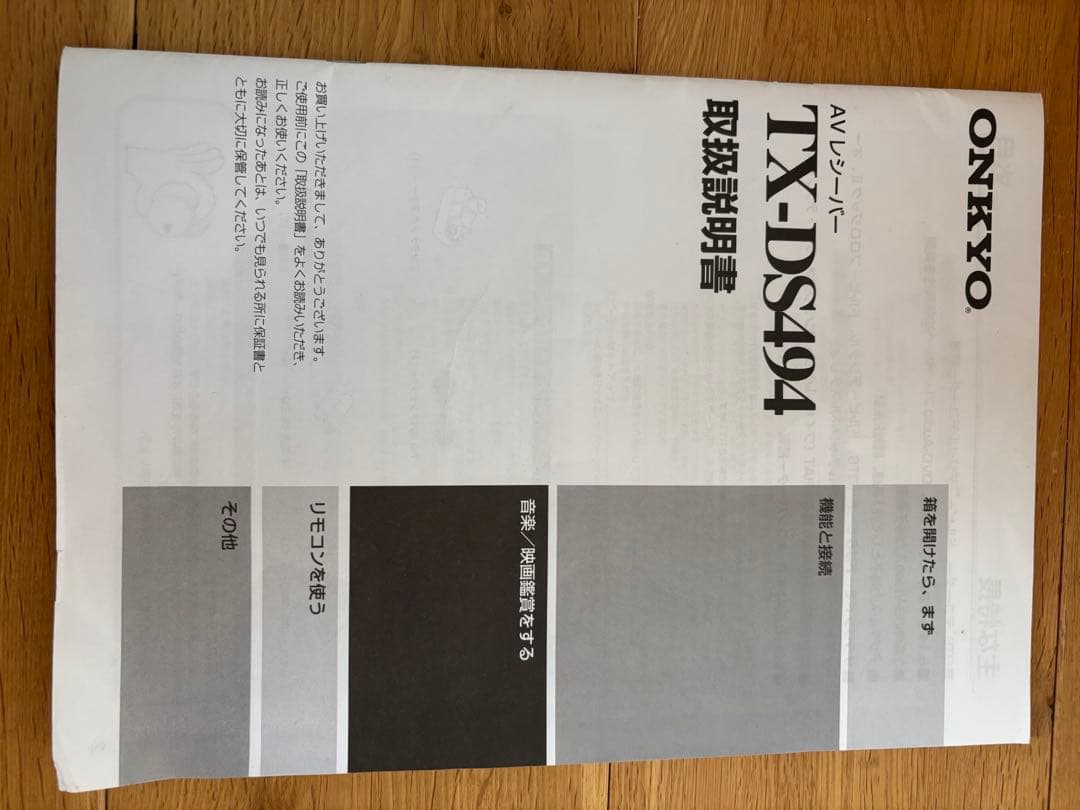 ONKYO®
AVレシーバー
TX-DS494
取扱説明書
お買い上げいただきまして、ありがとうございます。
ご使用前にこの「取扱説明書」をよくお読みいただき、
正しくお使いください。
お読みになったあとは、いつでも見られる所に保証書と
ともに大切に保管してください。
箱を開けたら、まず
機能と接続
音楽／映画鑑賞をする
リモコンを使う
その他